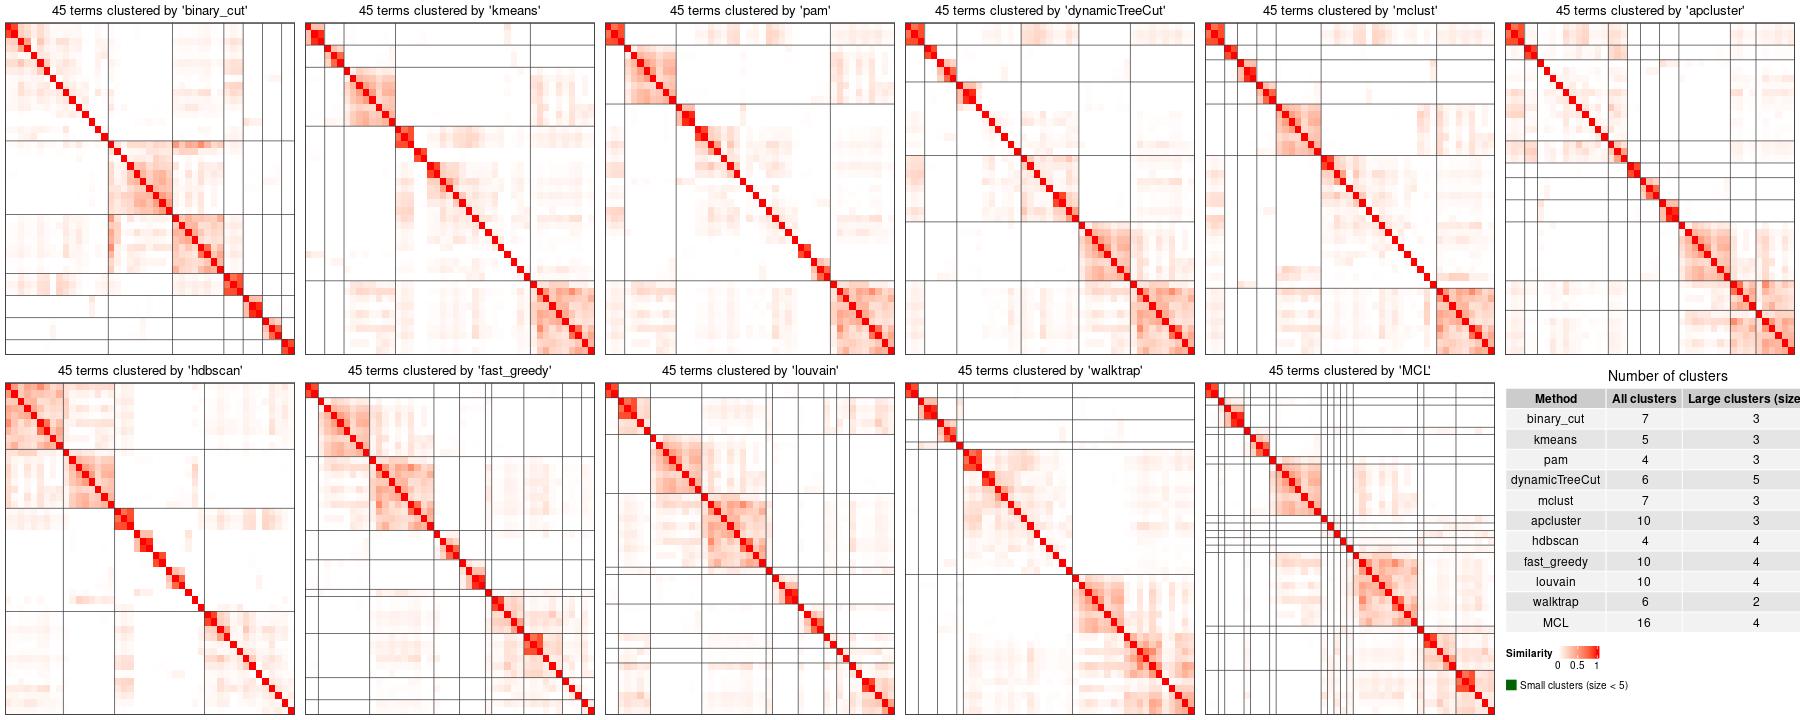 45 terms clustered by 'binary_cut'
45 terms clustered by 'kmeans'
45 terms clustered by 'pam'
45 terms clustered by 'dynamicTreeCut'
45 terms clustered by 'mclust'
45 terms clustered by 'apcluster'
45 terms clustered by 'hdbscan'
45 terms clustered by 'fast_greedy'
45 terms clustered by 'louvain'
45 terms clustered by 'walktrap'
45 terms clustered by 'MCL'
Number of clusters
Method All clusters Large clusters (size
binary_cut 7 3
kmeans 5 3
pam 4 3
dynamicTreeCut 6 5
mclust 7 3
apcluster 10 3
hdbscan 4 4
fast_greedy 10 4
louvain 10 4
walktrap 6 2
MCL 16 4
Similarity
0 0.5 1
Small clusters (size < 5)